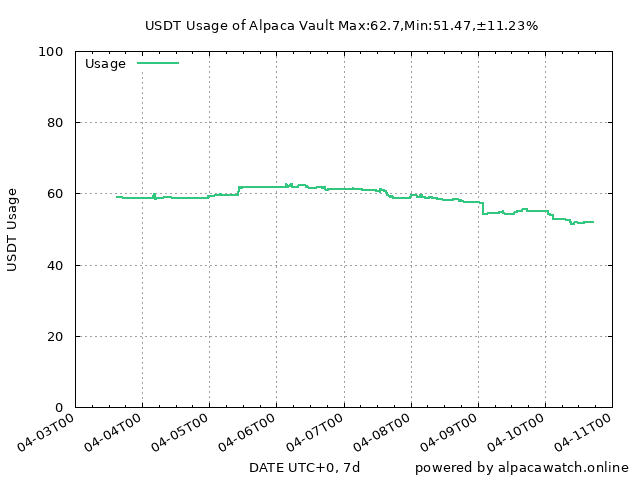 USDT Usage of Alpaca Vault Max:62.7,Min:51.47,±11.23%
Usage
100
80
60
40
20
0
USDT Usage
04-03T00
04-04T00
04-05T00
04-06T00
04-07T00
04-08T00
04-09T00
04-10T00
04-11T00
DATE UTC+0, 7d
powered by alpacawatch.online